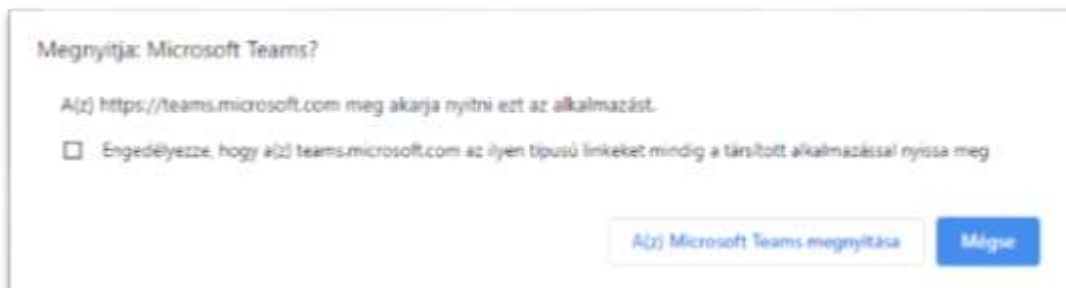 Megnyitja: Microsoft Teams?
A(z) https://teams.microsoft.com meg akarja nyitni ezt az alkalmazást.
Engedélyezze, hogy a(z) teams.microsoft.com az ilyen típusú linkeket mindig a társított alkalmazással nyissa meg
A(z) Microsoft Teams megnyitása Mégse